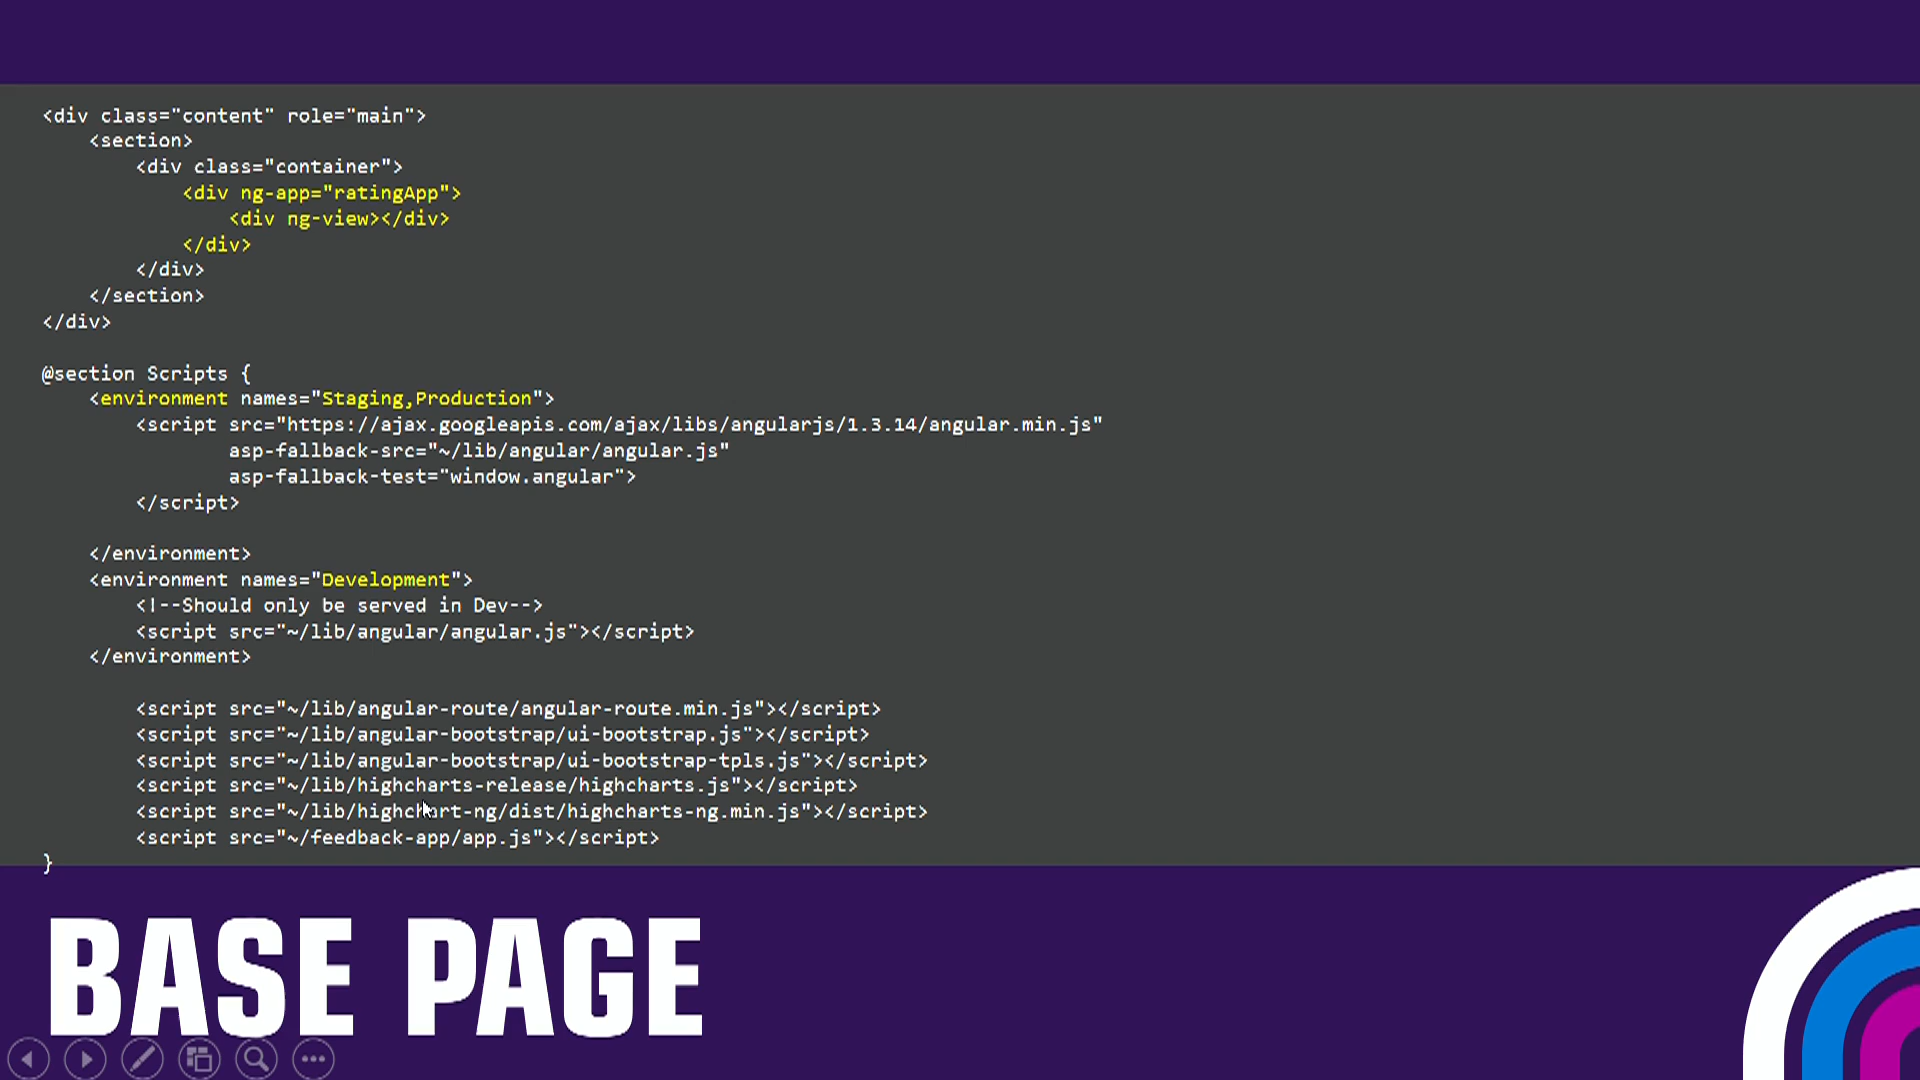 <div class="content" role="main">
    <section>
        <div class="container">
            <div ng-app="ratingApp">
                <div ng-view></div>
            </div>
        </div>
    </section>
</div>

@section Scripts {
    <environment names="Staging,Production">
        <script src="https://ajax.googleapis.com/ajax/libs/angularjs/1.3.14/angular.min.js"
                asp-fallback-src="~/lib/angular/angular.js"
                asp-fallback-test="window.angular">
        </script>

    </environment>
    <environment names="Development">
        <!--Should only be served in Dev-->
        <script src="~/lib/angular/angular.js"></script>
    </environment>

        <script src="~/lib/angular-route/angular-route.min.js"></script>
        <script src="~/lib/angular-bootstrap/ui-bootstrap.js"></script>
        <script src="~/lib/angular-bootstrap/ui-bootstrap-tpls.js"></script>
        <script src="~/lib/highcharts-release/highcharts.js"></script>
        <script src="~/lib/highchart-ng/dist/highcharts-ng.min.js"></script>
        <script src="~/feedback-app/app.js"></script>
}
BASE PAGE